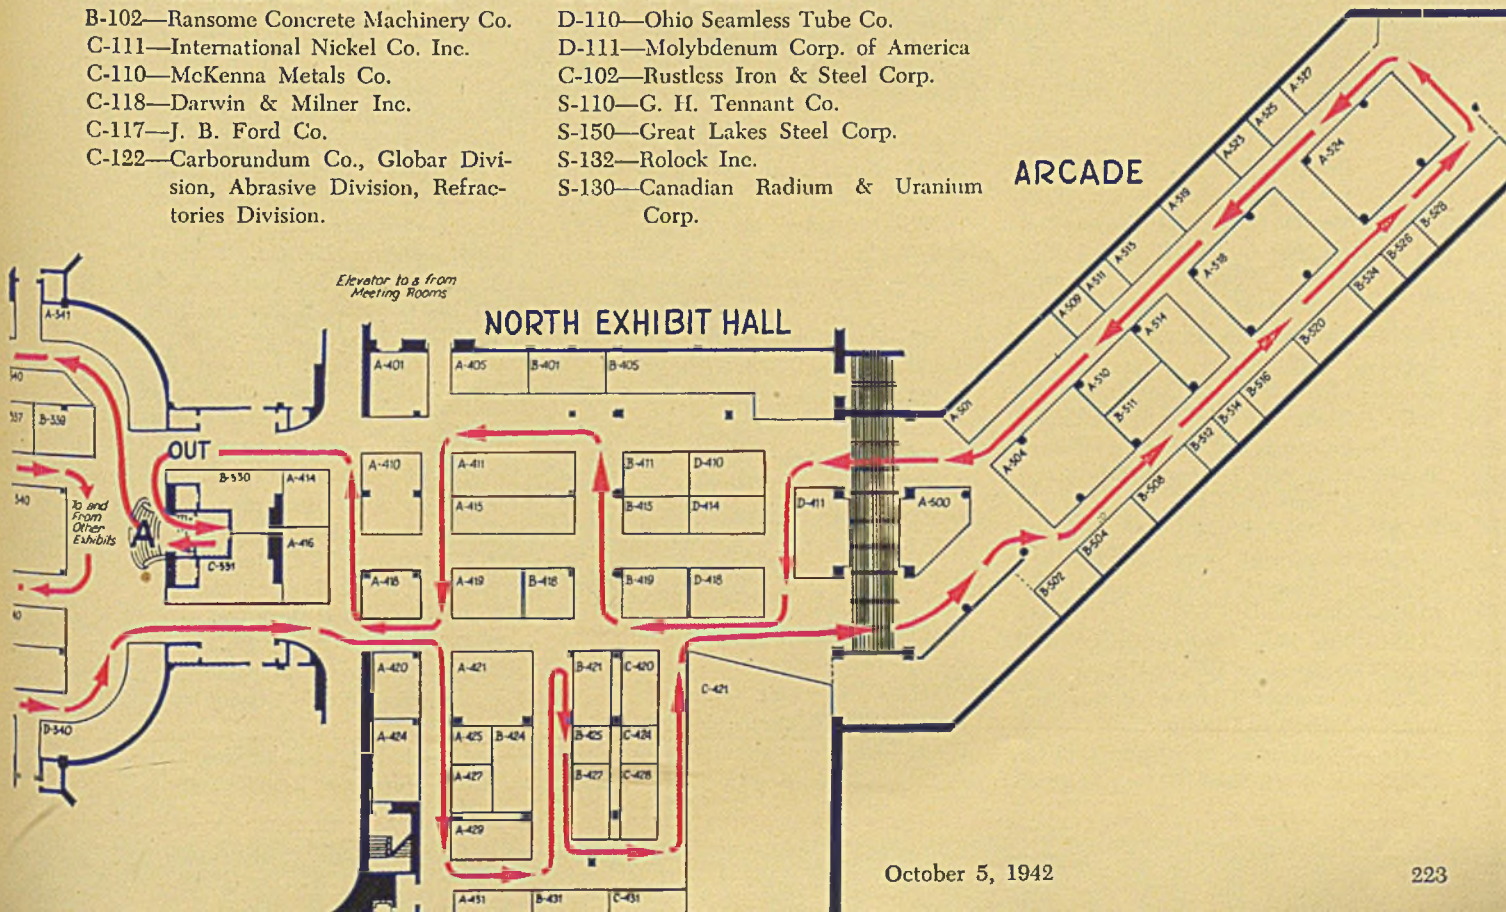 B-102—Ransome Concrete Machinery Co.
C-111—International Nickel Co. Inc.
C-110—McKenna Metals Co.
C-118—Darwin & Milner Inc.
C-117—J. B. Ford Co.
C-122—Carborundum Co., Globar Divi-
sion, Abrasive Division, Refrac-
tories Division.
D-110—Ohio Seamless Tube Co.
D-111—Molybdenum Corp. of America
C-102—Rustless Iron & Steel Corp.
S-110—G. H. Tennant Co.
S-150—Great Lakes Steel Corp.
S-132—Rolock Inc.
S-130—Canadian Radium & Uranium
Corp.
ARCADE
A-527
A-525
A-523
A-519
A-515
A-511
A-509
A-501
A-524
A-518
A-514
A-510
B-511
A-504
B-528
B-526
B-524
B-520
B-516
B-514
B-512
B-508
B-504
B-502
A-500
Elevator to & from
Meeting Rooms
NORTH EXHIBIT HALL
A-401
A-405
B-401
B-405
A-410
A-411
B-411
D-410
A-415
B-415
D-414
D-411
A-418
A-419
B-418
B-419
D-418
A-420
A-421
B-421
C-420
C-421
A-424
A-425
B-424
B-425
C-424
A-427
B-427
C-428
A-429
A-431
B-431
C-431
A-541
B-539
OUT
B-530
A-414
A-416
C-531
A
To and
From
Other
Exhibits
540
D-540
October 5, 1942
223